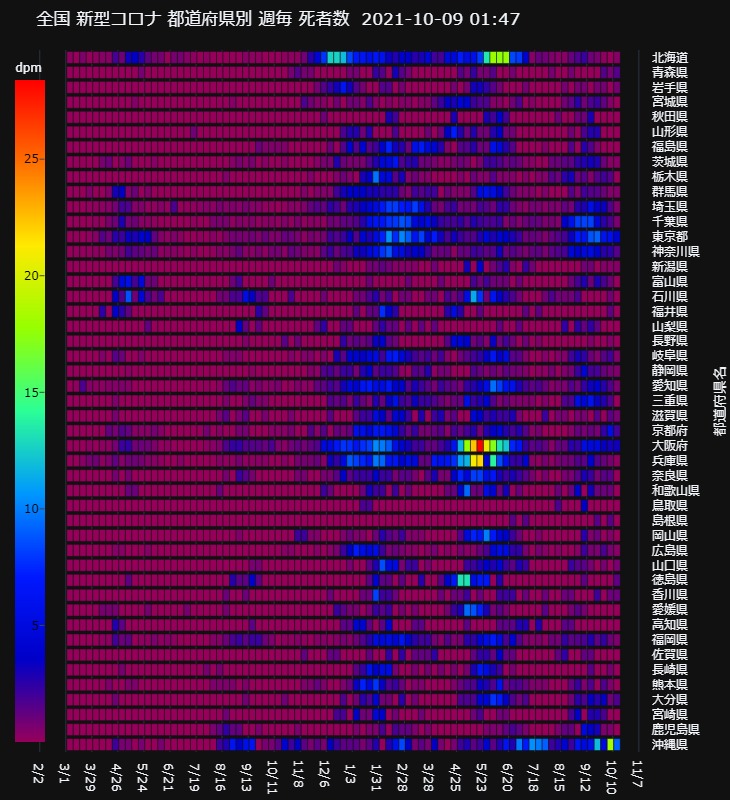 全国 新型コロナ 都道府県別 週毎 死者数 2021-10-09 01:47
dpm
25
20
15
10
5
北海道
青森県
岩手県
宮城県
秋田県
山形県
福島県
茨城県
栃木県
群馬県
埼玉県
千葉県
東京都
神奈川県
新潟県
富山県
石川県
福井県
山梨県
長野県
岐阜県
静岡県
愛知県
三重県
滋賀県
京都府
大阪府
兵庫県
奈良県
和歌山県
鳥取県
島根県
岡山県
広島県
山口県
徳島県
香川県
愛媛県
高知県
福岡県
佐賀県
長崎県
熊本県
大分県
宮崎県
鹿児島県
沖縄県
都道府県名
2/2
3/1
3/29
4/26
5/24
6/21
7/19
8/16
9/13
10/11
11/8
12/6
1/3
1/31
2/28
3/28
4/25
5/23
6/20
7/18
8/15
9/12
10/10
11/7